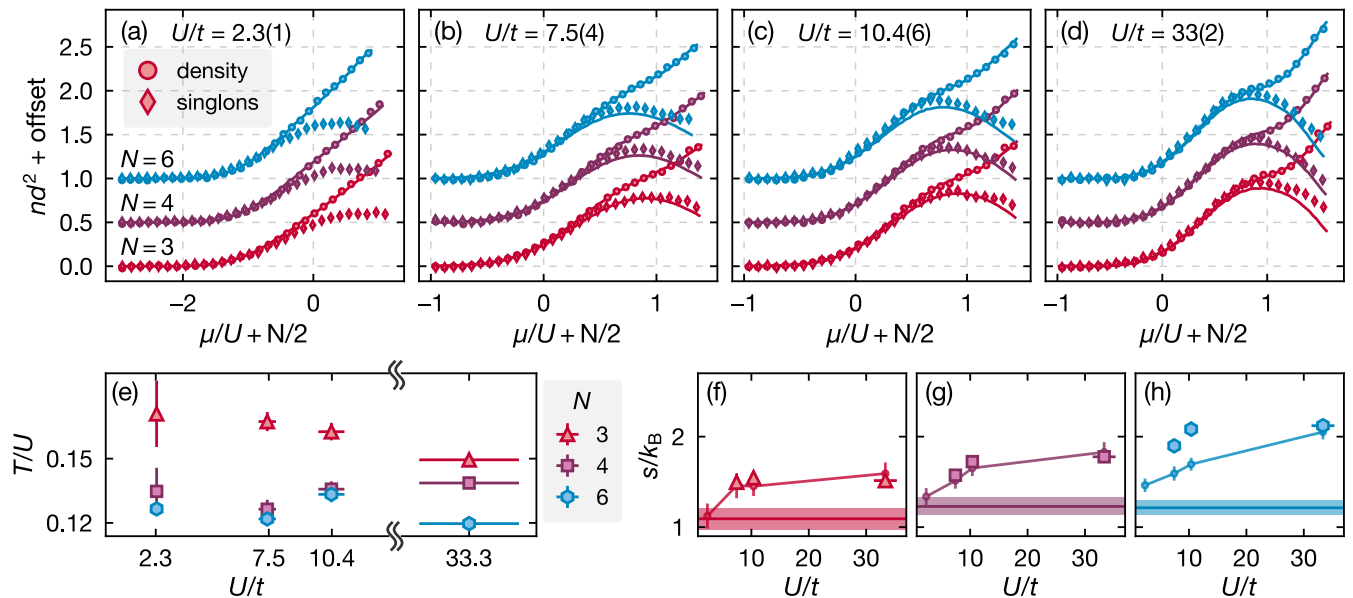 (a) U/t = 2.3(1)
(b) U/t = 7.5(4)
(c) U/t = 10.4(6)
(d) U/t = 33(2)
nd² + offset
2.5
2.0
1.5
1.0
0.5
0.0
density
singlons
N = 6
N = 4
N = 3
−2 0
−1 0 1
−1 0 1
−1 0 1
μ/U + N/2
μ/U + N/2
μ/U + N/2
μ/U + N/2
(e)
T/U
0.15
0.12
2.3 7.5 10.4 33.3
U/t
N
3
4
6
(f)
(g)
(h)
s/kB
2
1
10 20 30
10 20 30
10 20 30
U/t
U/t
U/t